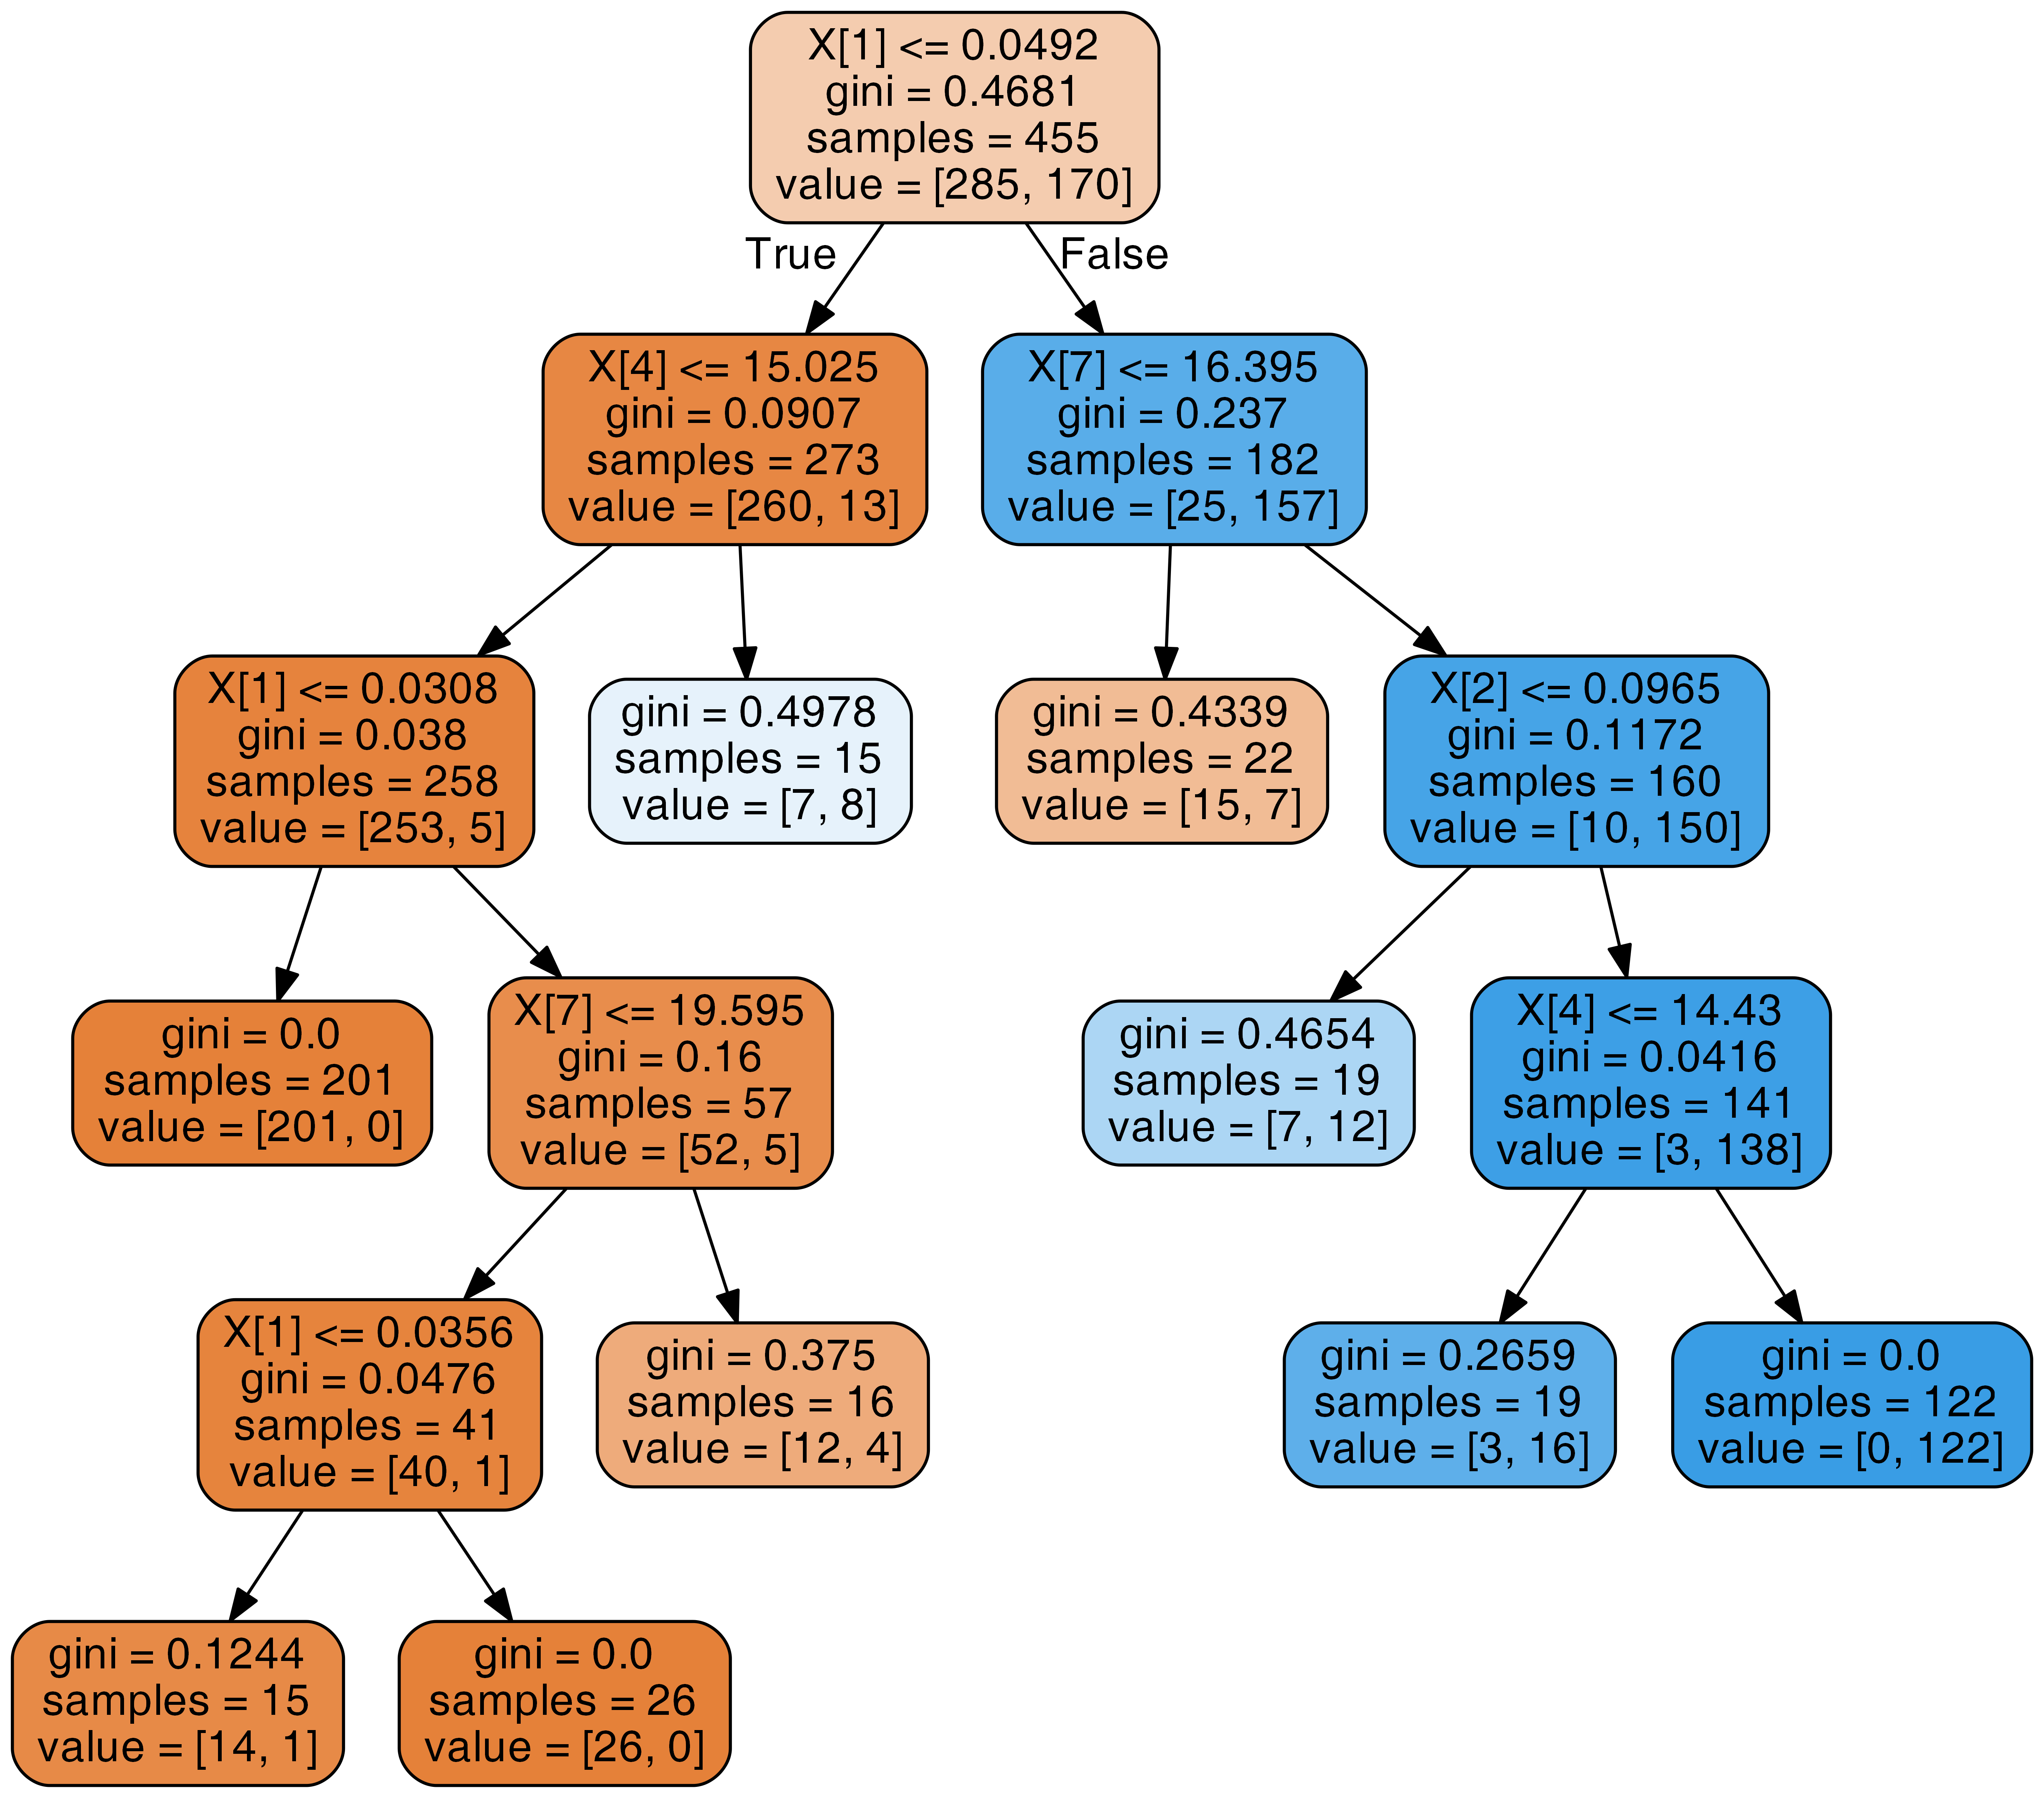 X[1] <= 0.0492
gini = 0.4681
samples = 455
value = [285, 170]
True
False
X[4] <= 15.025
gini = 0.0907
samples = 273
value = [260, 13]
X[7] <= 16.395
gini = 0.237
samples = 182
value = [25, 157]
X[1] <= 0.0308
gini = 0.038
samples = 258
value = [253, 5]
gini = 0.4978
samples = 15
value = [7, 8]
gini = 0.4339
samples = 22
value = [15, 7]
X[2] <= 0.0965
gini = 0.1172
samples = 160
value = [10, 150]
gini = 0.0
samples = 201
value = [201, 0]
X[7] <= 19.595
gini = 0.16
samples = 57
value = [52, 5]
gini = 0.4654
samples = 19
value = [7, 12]
X[4] <= 14.43
gini = 0.0416
samples = 141
value = [3, 138]
X[1] <= 0.0356
gini = 0.0476
samples = 41
value = [40, 1]
gini = 0.375
samples = 16
value = [12, 4]
gini = 0.2659
samples = 19
value = [3, 16]
gini = 0.0
samples = 122
value = [0, 122]
gini = 0.1244
samples = 15
value = [14, 1]
gini = 0.0
samples = 26
value = [26, 0]